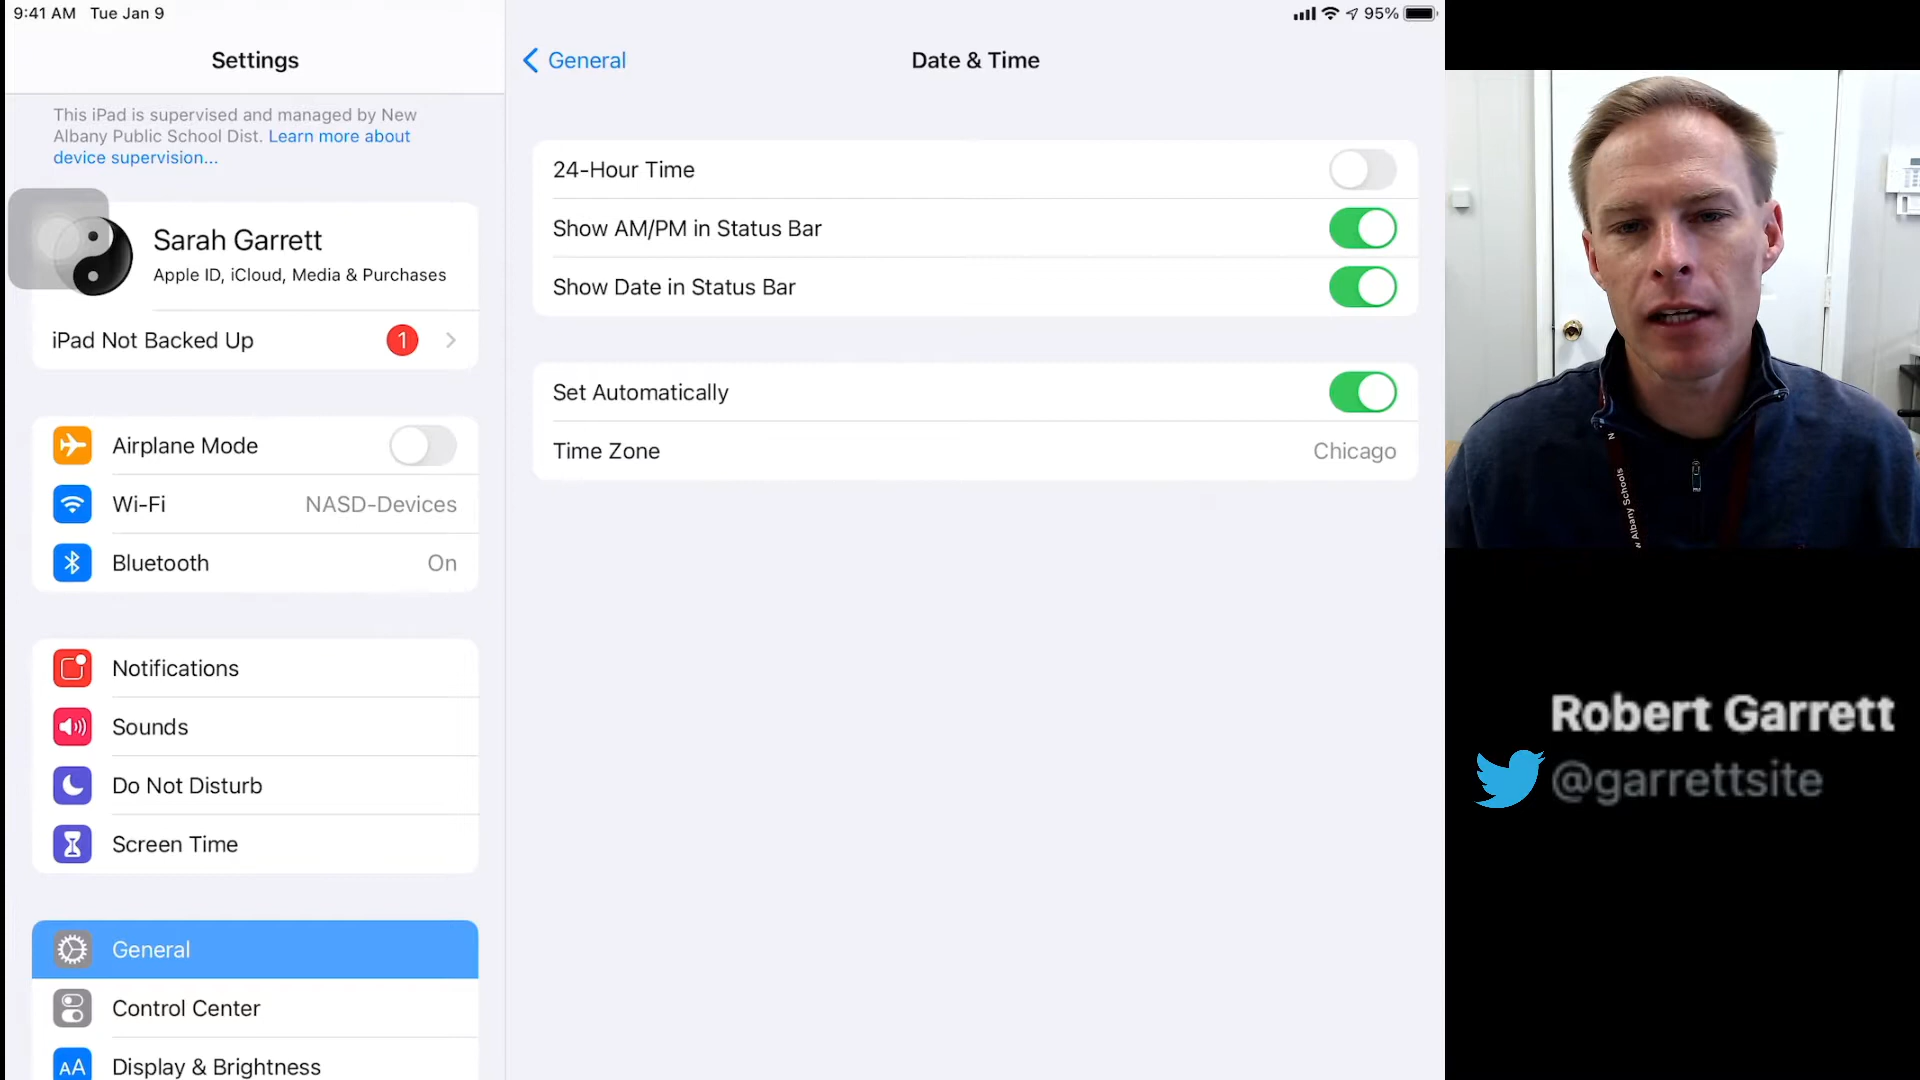 9:41 AM Tue Jan 9
95%
Settings
This iPad is supervised and managed by New
Albany Public School Dist. Learn more about
device supervision...
Sarah Garrett
Apple ID, iCloud, Media & Purchases
iPad Not Backed Up 1
Airplane Mode
Wi-Fi NASD-Devices
Bluetooth On
Notifications
Sounds
Do Not Disturb
Screen Time
General
Control Center
AA Display & Brightness
General
Date & Time
24-Hour Time
Show AM/PM in Status Bar
Show Date in Status Bar
Set Automatically
Time Zone Chicago
N
w Albany Schools
Robert Garrett
@garrettsite